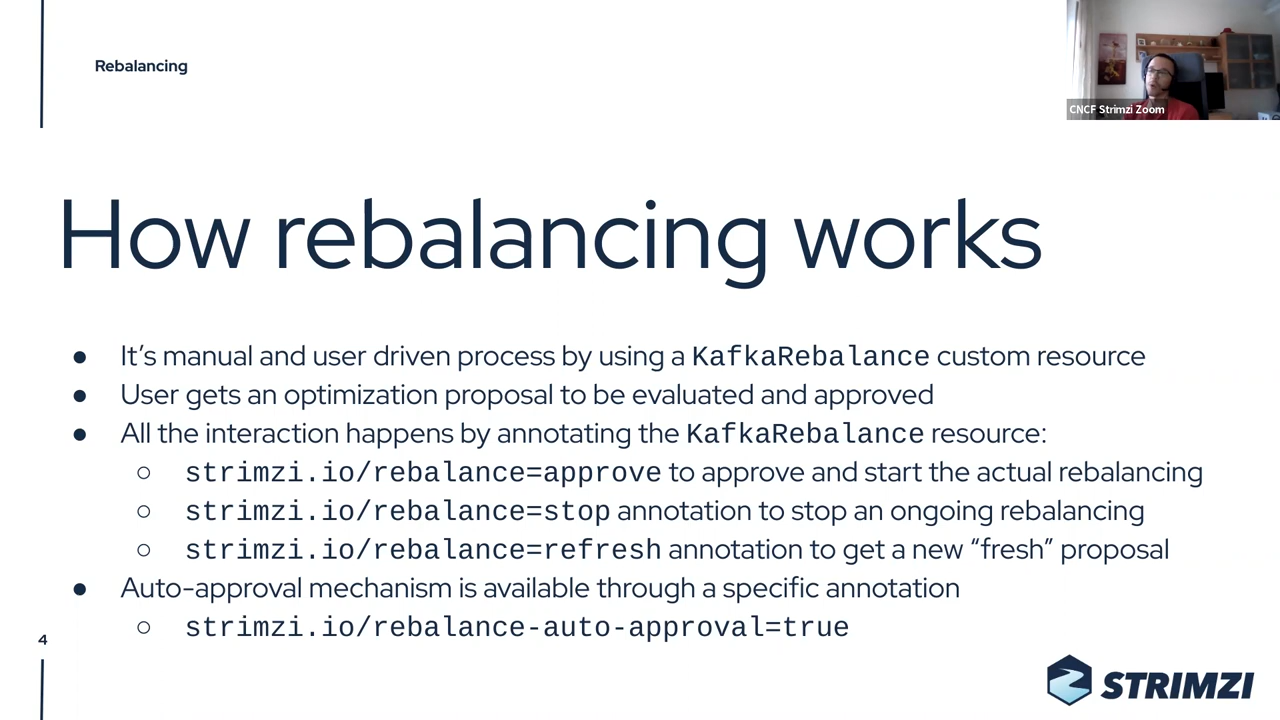 Rebalancing
CNCF Strimzi Zoom
How rebalancing works
● It’s manual and user driven process by using a KafkaRebalance custom resource
● User gets an optimization proposal to be evaluated and approved
● All the interaction happens by annotating the KafkaRebalance resource:
○ strimzi.io/rebalance=approve to approve and start the actual rebalancing
○ strimzi.io/rebalance=stop annotation to stop an ongoing rebalancing
○ strimzi.io/rebalance=refresh annotation to get a new “fresh” proposal
● Auto-approval mechanism is available through a specific annotation
○ strimzi.io/rebalance-auto-approval=true
4
STRIMZI